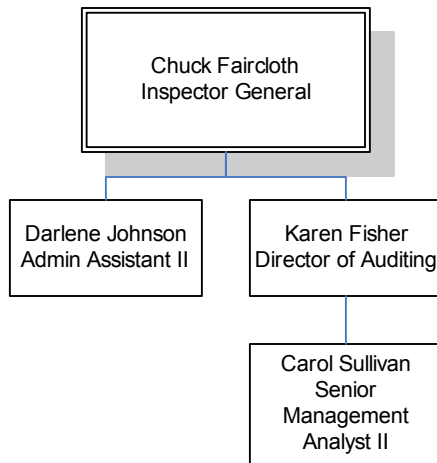 Chuck Faircloth
Inspector General
Darlene Johnson
Admin Assistant II
Karen Fisher
Director of Auditing
Carol Sullivan
Senior
Management
Analyst II